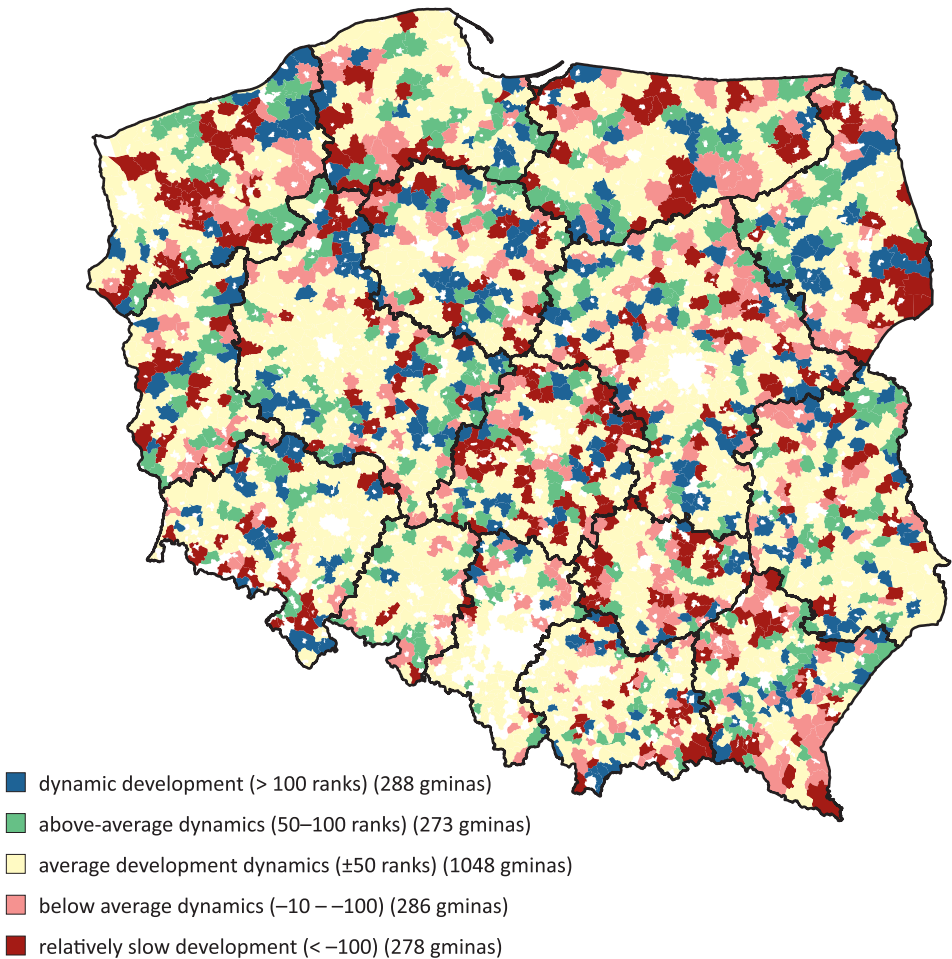 dynamic development (> 100 ranks) (288 gminas)
above-average dynamics (50–100 ranks) (273 gminas)
average development dynamics (±50 ranks) (1048 gminas)
below average dynamics (–10 – –100) (286 gminas)
relatively slow development (< –100) (278 gminas)